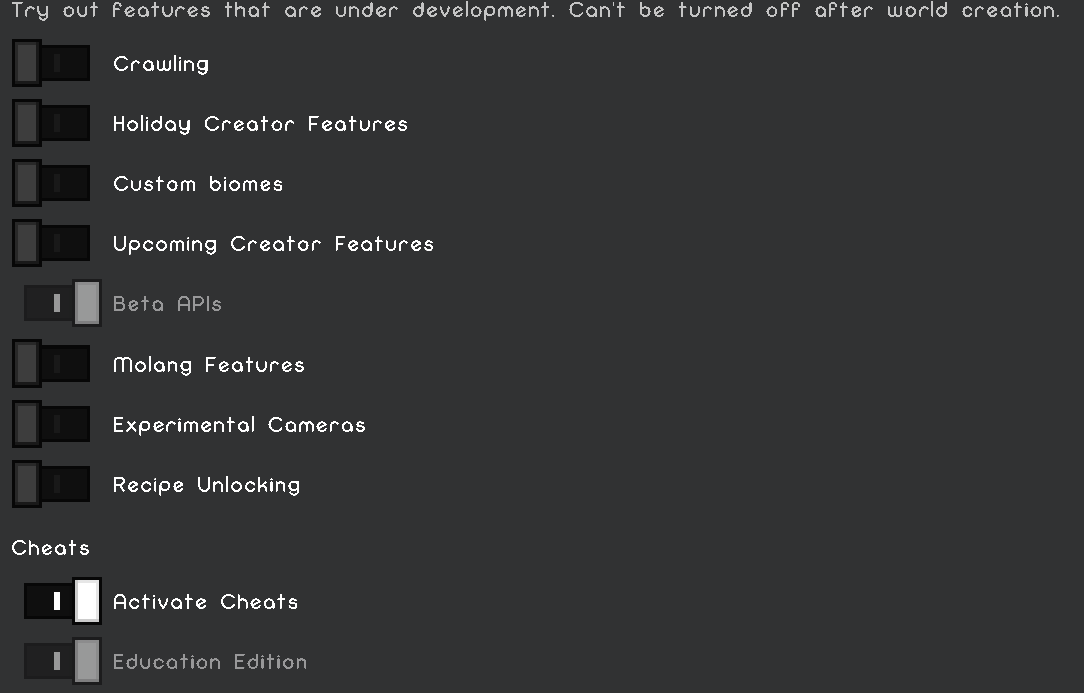 Try out features that are under development. Can't be turned off after world creation.
Crawling
Holiday Creator Features
Custom biomes
Upcoming Creator Features
Beta APIs
Molang Features
Experimental Cameras
Recipe Unlocking
Cheats
Activate Cheats
Education Edition